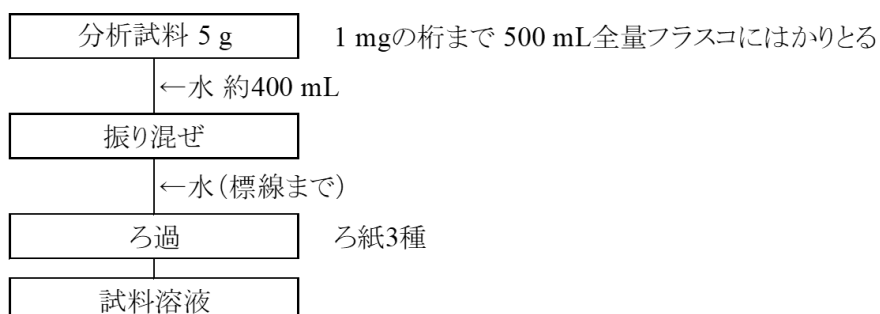 分析試料 5 g
1 mgの桁まで 500 mL全量フラスコにはかりとる
←水 約400 mL
振り混ぜ
←水(標線まで)
ろ過
ろ紙3種
試料溶液